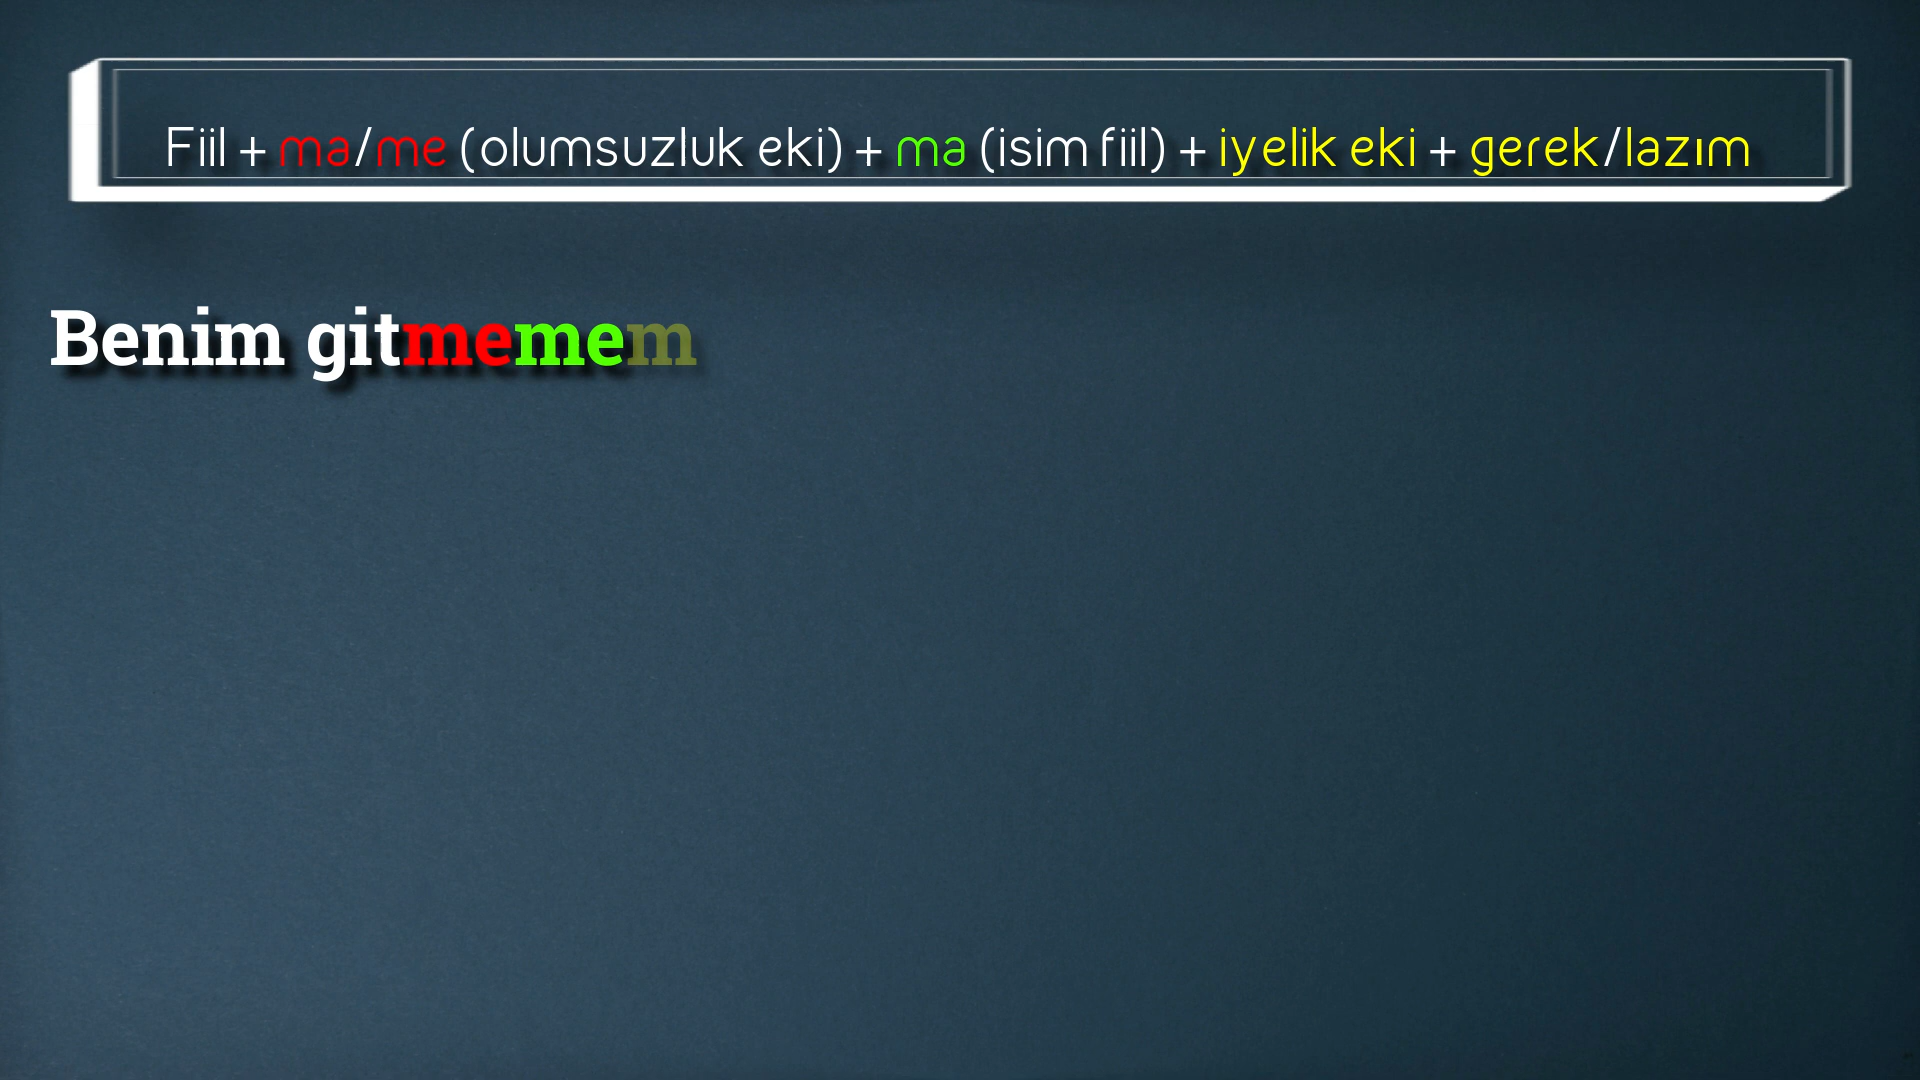 Fiil + ma/me (olumsuzluk eki) + ma (isim fiil) + iyelik eki + gerek/lazım
Benim gitmemem